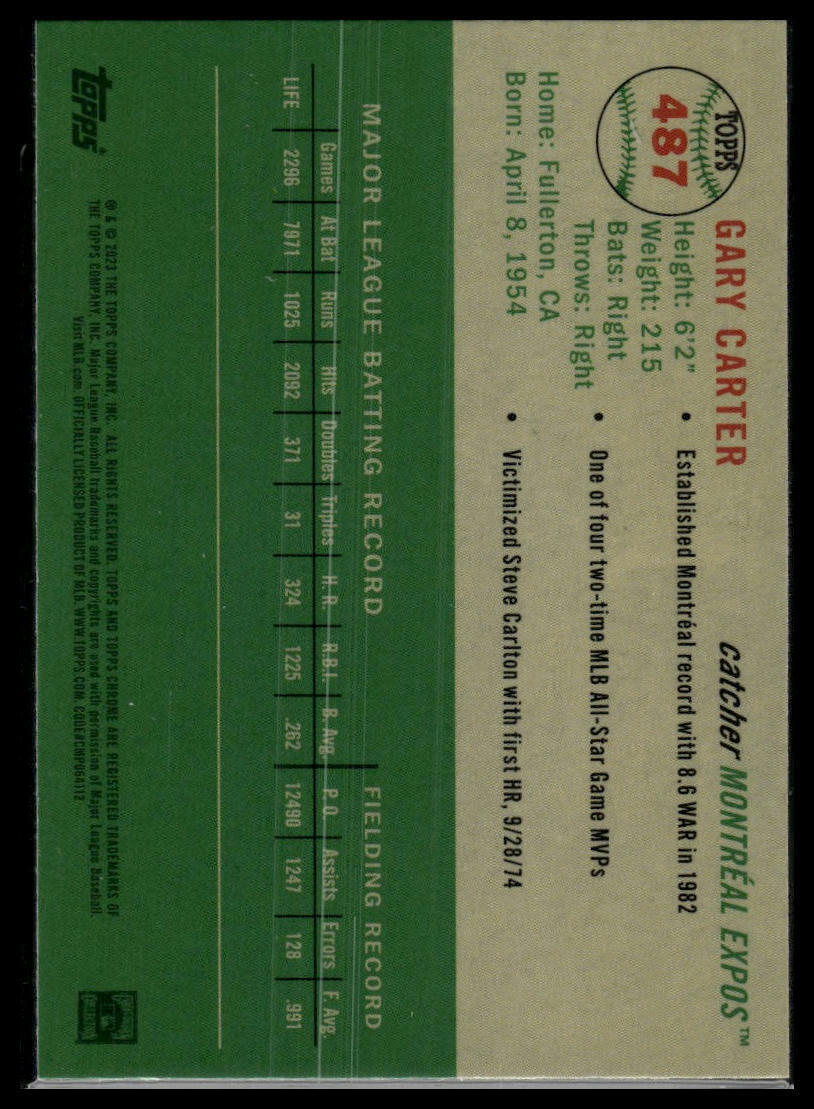 TOPPS
487
GARY CARTER
catcher MONTRÉAL EXPOS™
Height: 6'2"
Weight: 215
Bats: Right
Throws: Right
Home: Fullerton, CA
Born: April 8, 1954
• Established Montréal record with 8.6 WAR in 1982
• One of four two-time MLB All-Star Game MVPs
• Victimized Steve Carlton with first HR, 9/28/74
MAJOR LEAGUE BATTING RECORD FIELDING RECORD
Games At Bat Runs Hits Doubles Triples H. R. R.B.I. B. Avg. P. O. Assists Errors F. Avg.
LIFE 2296 7971 1025 2092 371 31 324 1225 .262 12490 1247 128 .991
topps®
® & © 2023 THE TOPPS COMPANY, INC. ALL RIGHTS RESERVED. TOPPS AND TOPPS CHROME ARE REGISTERED TRADEMARKS OF
THE TOPPS COMPANY, INC. Major League Baseball trademarks and copyrights are used with permission of Major League Baseball.
Visit MLB.com. OFFICIALLY LICENSED PRODUCT OF MLB. WWW.TOPPS.COM CODE#CMP064112